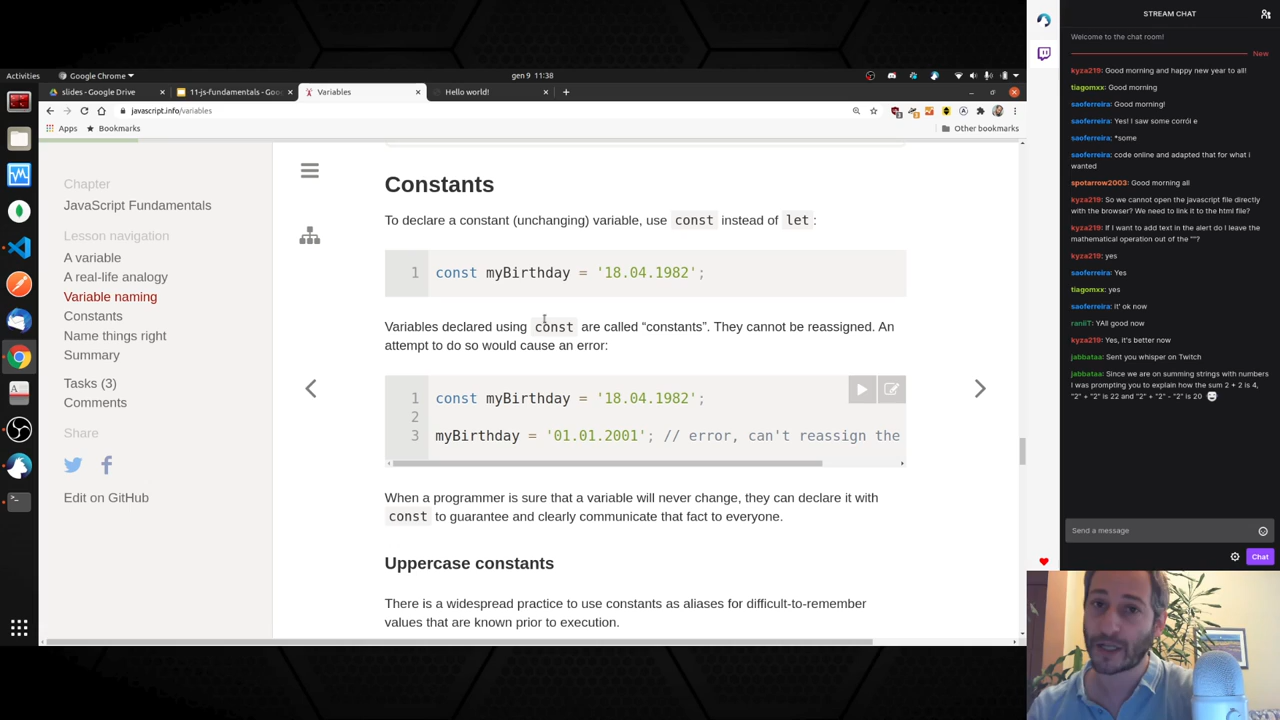 Activities
Google Chrome
gen 9 11:38
slides - Google Drive
11-js-fundamentals - Goo
Variables
Hello world!
javascript.info/variables
Apps
Bookmarks
Other bookmarks
Chapter
JavaScript Fundamentals
Lesson navigation
A variable
A real-life analogy
Variable naming
Constants
Name things right
Summary
Tasks (3)
Comments
Share
Edit on GitHub
Constants
To declare a constant (unchanging) variable, use const instead of let :
1 const myBirthday = '18.04.1982';
Variables declared using const are called “constants”. They cannot be reassigned. An
attempt to do so would cause an error:
1 const myBirthday = '18.04.1982';
2
3 myBirthday = '01.01.2001'; // error, can't reassign the
When a programmer is sure that a variable will never change, they can declare it with
const to guarantee and clearly communicate that fact to everyone.
Uppercase constants
There is a widespread practice to use constants as aliases for difficult-to-remember
values that are known prior to execution.
STREAM CHAT
Welcome to the chat room!
New
kyza219: Good morning and happy new year to all!
tiagomxx: Good morning
saoferreira: Good morning!
saoferreira: Yes! I saw some corrói e
saoferreira: *some
saoferreira: code online and adapted that for what i
wanted
spotarrow2003: Good morning all
kyza219: So we cannot open the javascript file directly
with the browser? We need to link it to the html file?
kyza219: If I want to add text in the alert do I leave the
mathematical operation out of the ""?
kyza219: yes
saoferreira: Yes
tiagomxx: yes
saoferreira: it' ok now
raniiT: YAll good now
kyza219: Yes, it's better now
jabbataa: Sent you whisper on Twitch
jabbataa: Since we are on summing strings with numbers
I was prompting you to explain how the sum 2 + 2 is 4,
"2" + "2" is 22 and "2" + "2" - "2" is 20
Send a message
Chat